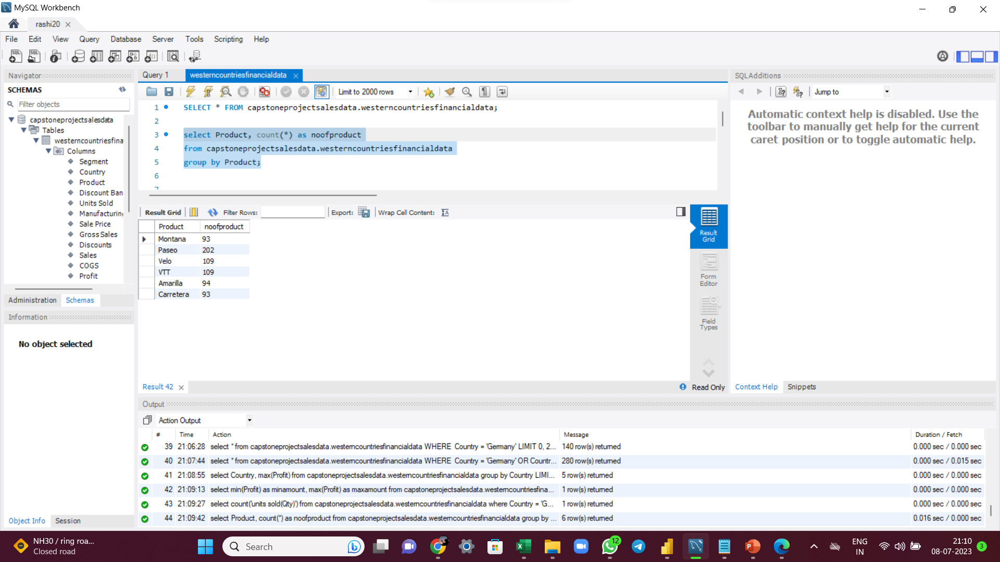 MySQL Workbench
rashi20
File Edit View Query Database Server Tools Scripting Help
Navigator
SCHEMAS
Filter objects
capstoneprojectsalesdata
Tables
westerncountriesfina
Columns
Segment
Country
Product
Discount Ban
Units Sold
Manufacturin
Sale Price
Gross Sales
Discounts
Sales
COGS
Profit
Administration Schemas
Information
No object selected
Object Info Session
Query 1 westerncountriesfinancialdata
Limit to 2000 rows
1 SELECT * FROM capstoneprojectsalesdata.westerncountriesfinancialdata;
2
3 select Product, count(*) as noofproduct
4 from capstoneprojectsalesdata.westerncountriesfinancialdata
5 group by Product;
6
7
Result Grid Filter Rows: Export: Wrap Cell Content:
Product noofproduct
Montana 93
Paseo 202
Velo 109
VTT 109
Amarilla 94
Carretera 93
Result Grid
Form Editor
Field Types
Result 42
Read Only
SQLAdditions
Jump to
Automatic context help is disabled. Use the
toolbar to manually get help for the current
caret position or to toggle automatic help.
Context Help Snippets
Output
Action Output
# Time Action Message Duration / Fetch
39 21:06:28 select * from capstoneprojectsalesdata.westerncountriesfinancialdata WHERE Country = 'Germany' LIMIT 0, 2... 140 row(s) returned 0.000 sec / 0.000 sec
40 21:07:44 select * from capstoneprojectsalesdata.westerncountriesfinancialdata WHERE Country = 'Germany' OR Countr... 280 row(s) returned 0.000 sec / 0.015 sec
41 21:08:55 select Country, max(Profit) from capstoneprojectsalesdata.westerncountriesfinancialdata group by Country LIMI... 5 row(s) returned 0.000 sec / 0.000 sec
42 21:09:13 select min(Profit) as minamount, max(Profit) as maxamount from capstoneprojectsalesdata.westerncountriesfina... 1 row(s) returned 0.000 sec / 0.000 sec
43 21:09:27 select count('units sold(Qty)') from capstoneprojectsalesdata.westerncountriesfinancialdata where Country = 'G... 1 row(s) returned 0.000 sec / 0.000 sec
44 21:09:42 select Product, count(*) as noofproduct from capstoneprojectsalesdata.westerncountriesfinancialdata group by ... 6 row(s) returned 0.016 sec / 0.000 sec
NH30 / ring roa...
Closed road
Search
12
ENG
IN
21:10
08-07-2023
3